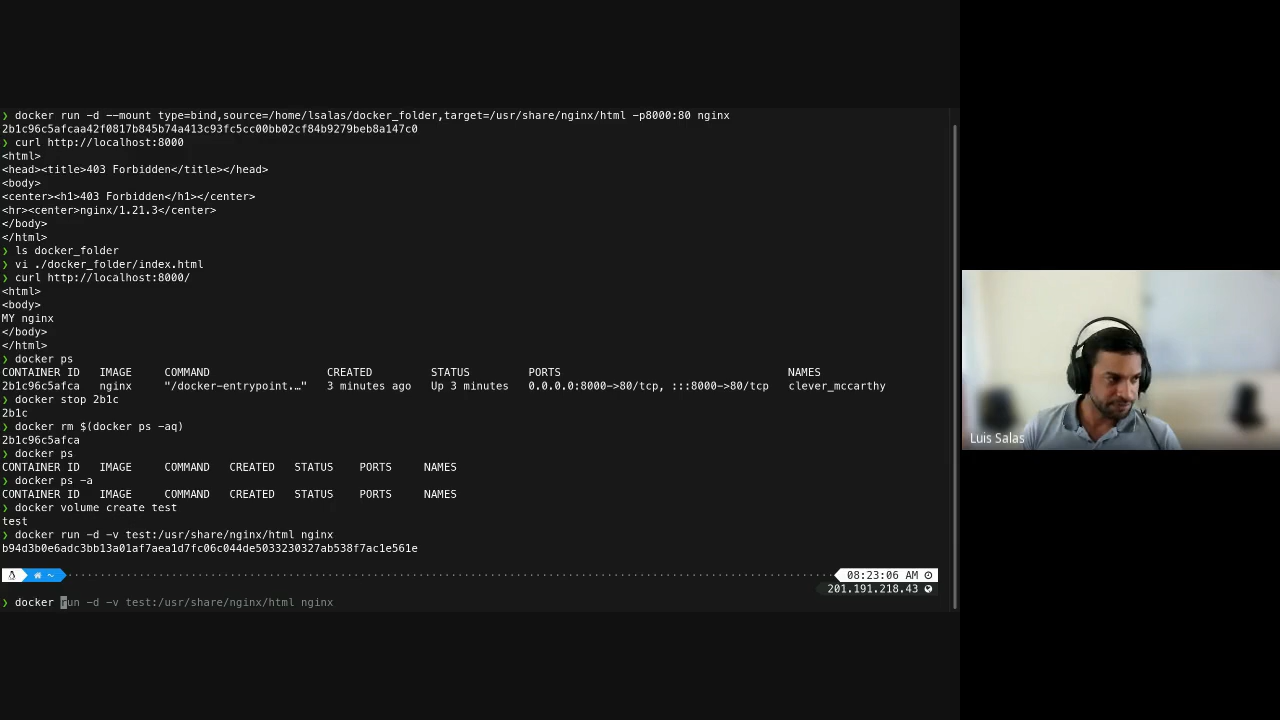 ❯ docker run -d --mount type=bind,source=/home/lsalas/docker_folder,target=/usr/share/nginx/html -p8000:80 nginx
2b1c96c5afcaa42f0817b845b74a413c93fc5cc00bb02cf84b9279beb8a147c0
❯ curl http://localhost:8000
<html>
<head><title>403 Forbidden</title></head>
<body>
<center><h1>403 Forbidden</h1></center>
<hr><center>nginx/1.21.3</center>
</body>
</html>
❯ ls docker_folder
❯ vi ./docker_folder/index.html
❯ curl http://localhost:8000/
<html>
<body>
MY nginx
</body>
</html>
❯ docker ps
CONTAINER ID   IMAGE     COMMAND                  CREATED         STATUS         PORTS                                   NAMES
2b1c96c5afca   nginx     "/docker-entrypoint.…"   3 minutes ago   Up 3 minutes   0.0.0.0:8000->80/tcp, :::8000->80/tcp   clever_mccarthy
❯ docker stop 2b1c
2b1c
❯ docker rm $(docker ps -aq)
2b1c96c5afca
❯ docker ps
CONTAINER ID   IMAGE     COMMAND   CREATED   STATUS    PORTS     NAMES
❯ docker ps -a
CONTAINER ID   IMAGE     COMMAND   CREATED   STATUS    PORTS     NAMES
❯ docker volume create test
test
❯ docker run -d -v test:/usr/share/nginx/html nginx
b94d3b0e6adc3bb13a01af7aea1d7fc06c044de5033230327ab538f7ac1e561e
~ 08:23:06 AM
201.191.218.43
❯ docker run -d -v test:/usr/share/nginx/html nginx
Luis Salas